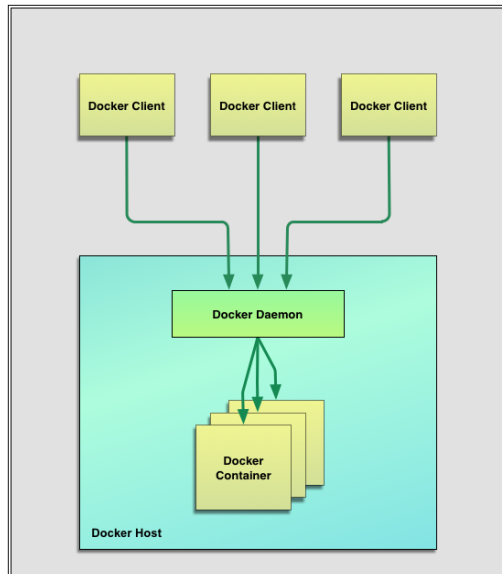 Docker Client
Docker Client
Docker Client
Docker Daemon
Docker
Container
Docker Host